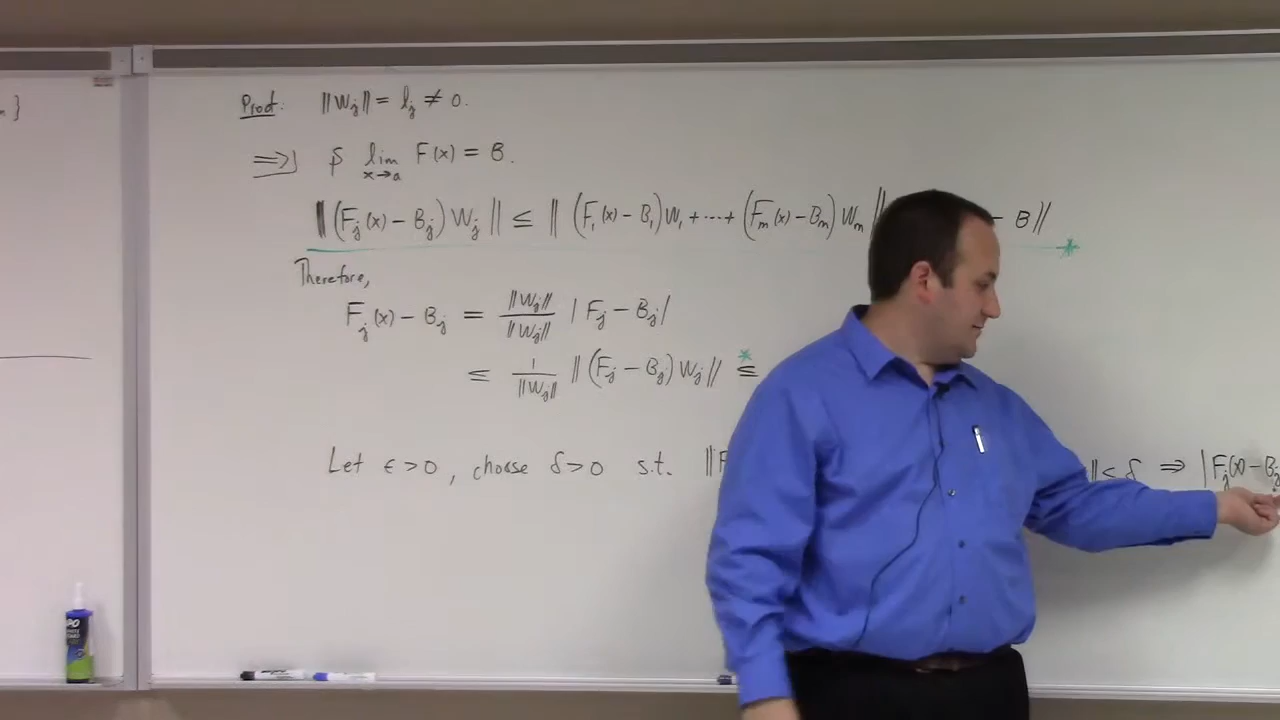 Proof: ||W_j|| = l_j ≠ 0.
⟹) lim_{x→a} F(x) = B.
|| (F_j(x) − B_j) W_j || ≤ || (F_1(x) − B_1) W_1 + ⋯ + (F_m(x) − B_m) W_m || − B || *
Therefore,
F_j(x) − B_j = ||W_j|| / ||W_j|| | F_j − B_j |
≤ 1 / ||W_j|| || (F_j − B_j) W_j || ≤ *
Let ε > 0 , choose δ > 0 s.t. || F || < δ ⇒ | F_j(x) − B_j